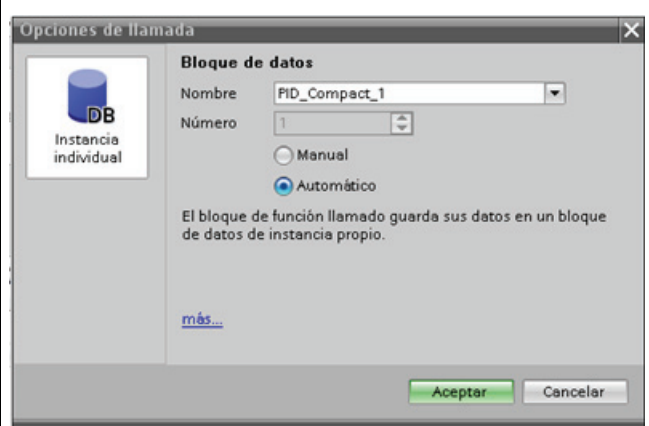 Opciones de llamada
DB
Instancia
individual
Bloque de datos
Nombre PID_Compact_1
Número 1
Manual
Automático
El bloque de función llamado guarda sus datos en un bloque
de datos de instancia propio.
más...
Aceptar Cancelar